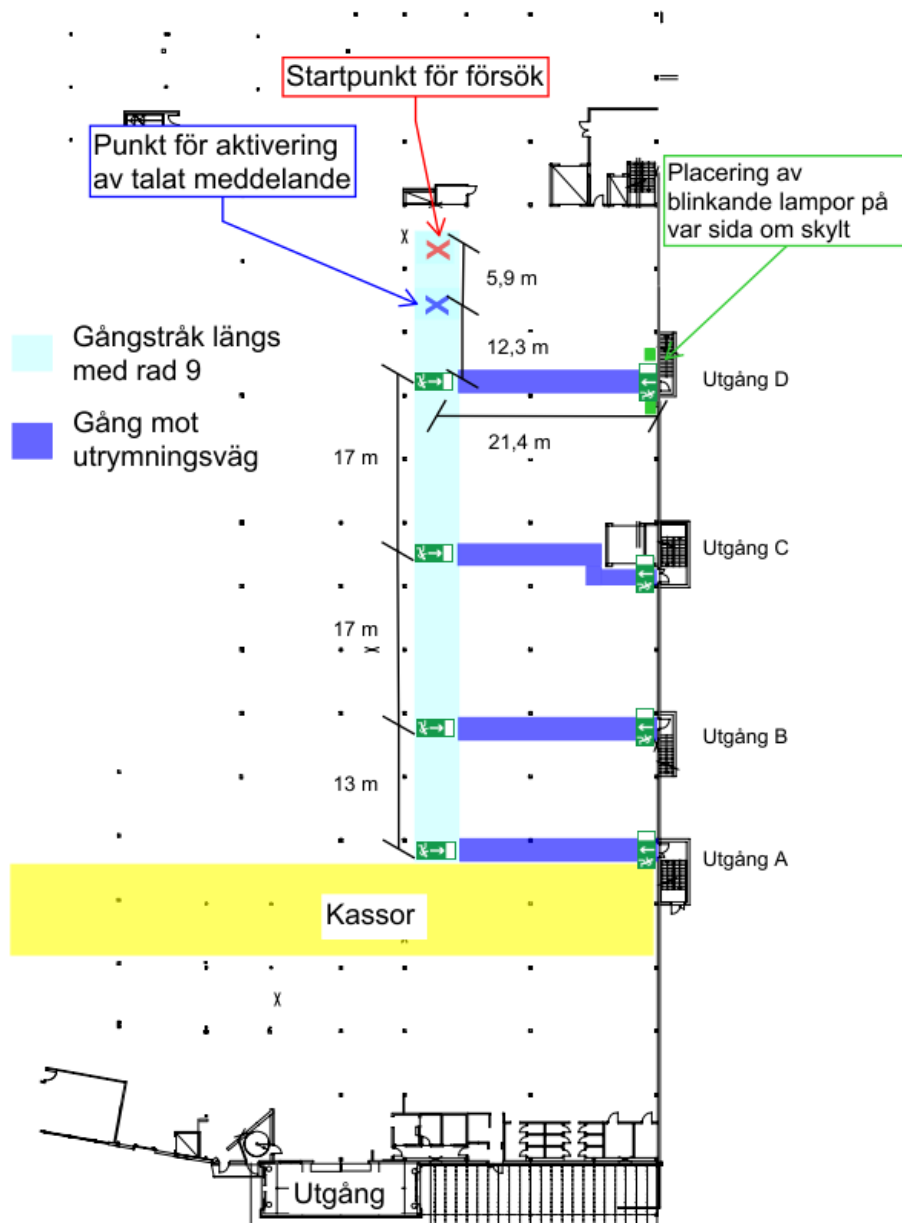 Startpunkt för försök
Punkt för aktivering
av talat meddelande
Placering av
blinkande lampor på
var sida om skylt
5,9 m
Gångstråk längs
med rad 9
12,3 m
Utgång D
Gång mot
utrymningsväg
21,4 m
17 m
Utgång C
17 m
Utgång B
13 m
Utgång A
Kassor
Utgång